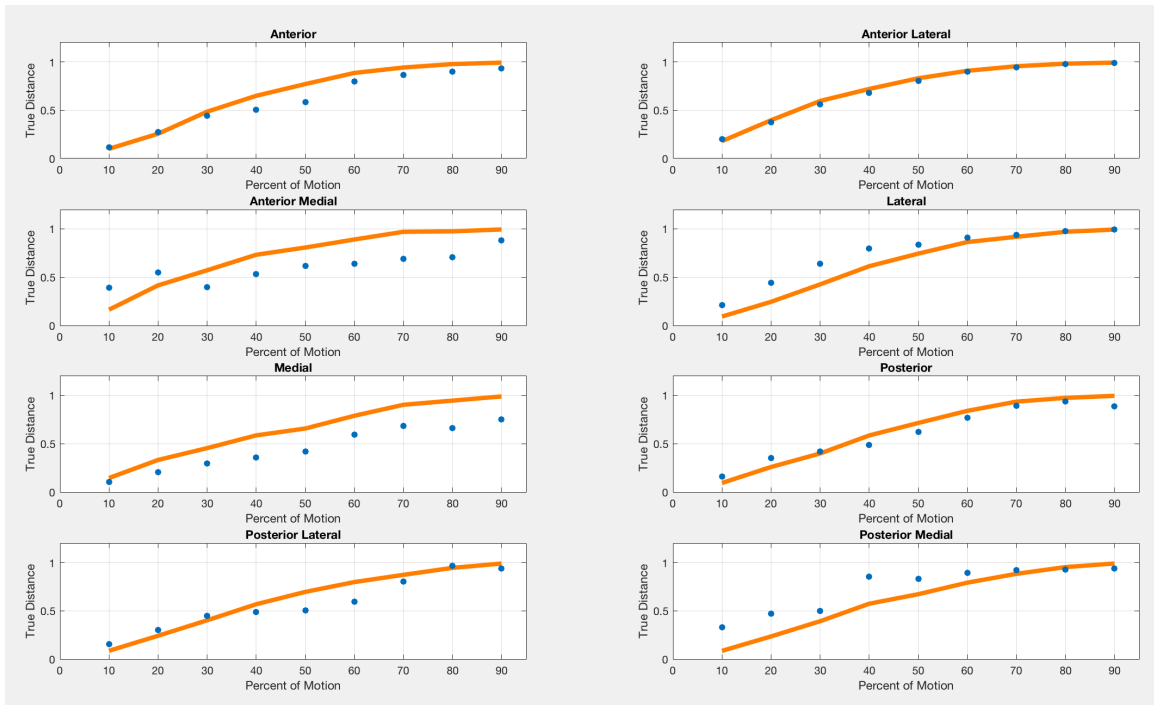 Anterior
True Distance
1
0.5
0
0 10 20 30 40 50 60 70 80 90
Percent of Motion
Anterior Lateral
True Distance
1
0.5
0
0 10 20 30 40 50 60 70 80 90
Percent of Motion
Anterior Medial
True Distance
1
0.5
0
0 10 20 30 40 50 60 70 80 90
Percent of Motion
Lateral
True Distance
1
0.5
0
0 10 20 30 40 50 60 70 80 90
Percent of Motion
Medial
True Distance
1
0.5
0
0 10 20 30 40 50 60 70 80 90
Percent of Motion
Posterior
True Distance
1
0.5
0
0 10 20 30 40 50 60 70 80 90
Percent of Motion
Posterior Lateral
True Distance
1
0.5
0
0 10 20 30 40 50 60 70 80 90
Percent of Motion
Posterior Medial
True Distance
1
0.5
0
0 10 20 30 40 50 60 70 80 90
Percent of Motion